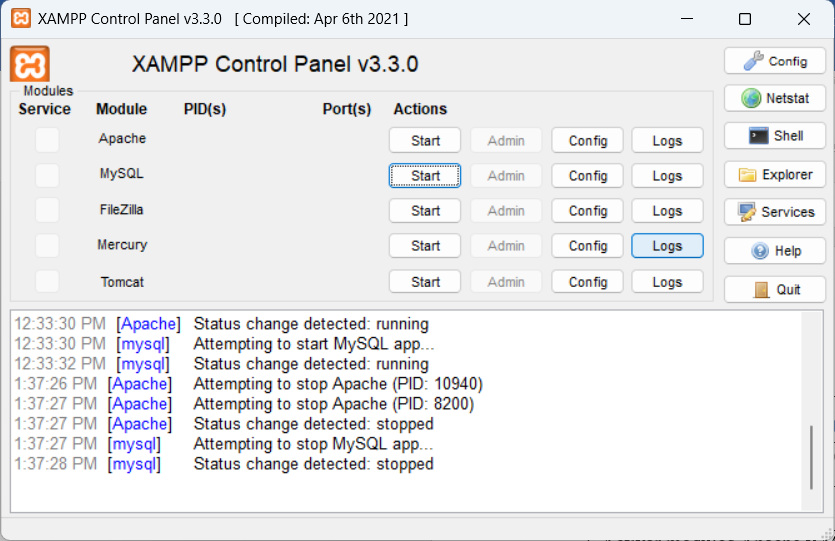 XAMPP Control Panel v3.3.0 [ Compiled: Apr 6th 2021 ]
XAMPP Control Panel v3.3.0
Config
Modules
Service Module PID(s) Port(s) Actions
Netstat
Apache Start Admin Config Logs
Shell
MySQL Start Admin Config Logs
Explorer
FileZilla Start Admin Config Logs
Services
Mercury Start Admin Config Logs
Help
Tomcat Start Admin Config Logs
Quit
12:33:30 PM [Apache] Status change detected: running
12:33:30 PM [mysql] Attempting to start MySQL app...
12:33:32 PM [mysql] Status change detected: running
1:37:26 PM [Apache] Attempting to stop Apache (PID: 10940)
1:37:27 PM [Apache] Attempting to stop Apache (PID: 8200)
1:37:27 PM [Apache] Status change detected: stopped
1:37:27 PM [mysql] Attempting to stop MySQL app...
1:37:28 PM [mysql] Status change detected: stopped